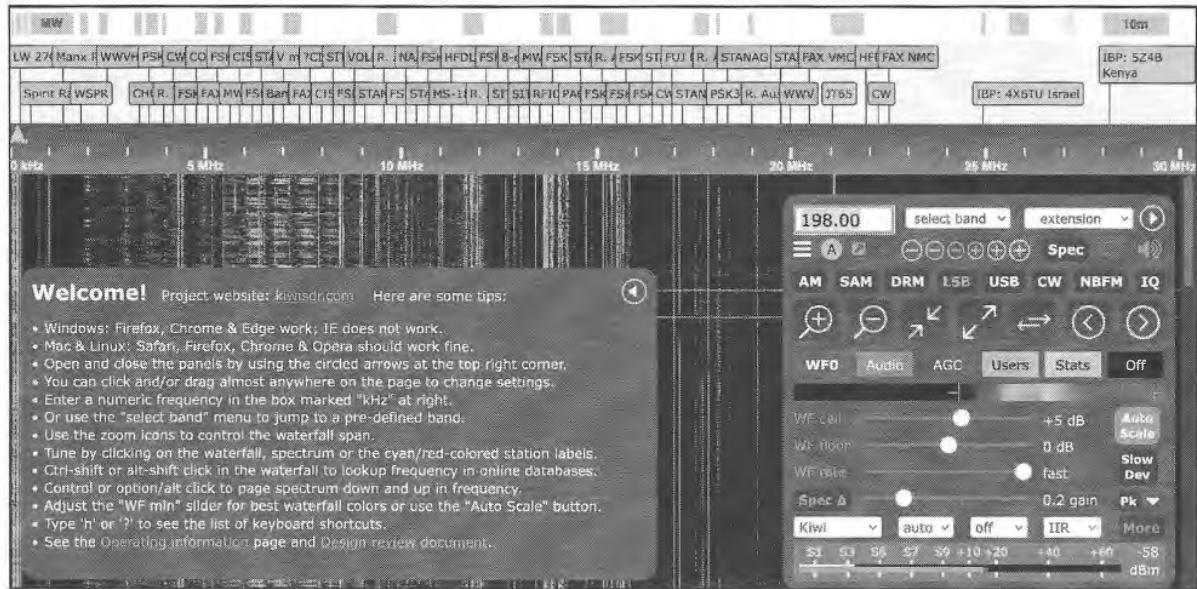 MW 10m
LW 27 Manx WWVH PSK CW CO FSK CIS STA V m ?CI SIT VOL R. NA PSK HFDL FSK 8-c MW FSK STA R. FSK ST FUJ R. STANAG STA FAX VMC HFI FAX NMC IBP: 5Z4B
Kenya
Spirit Ra WSPR CHU R. FSK FAX MW FSK Ban FAX CIS FSK STAN FS STA MS-18 R. SIT SIT RFID PAI FSK FSK FSK CW STAN PSK3 R. Aus WWV JT65 CW IBP: 4X6TU Israel
0 kHz 5 MHz 10 MHz 15 MHz 20 MHz 25 MHz 30 MHz
198.00 select band extension
A Spec
AM SAM DRM LSB USB CW NBFM IQ
WF0 Audio AGC Users Stats Off
WF ceil +5 dB Auto
Scale
WF floor 0 dB
WF rate fast Slow
Dev
Spec Δ 0.2 gain Pk
Kiwi auto off IIR More
S1 S3 S6 S7 S9 +10 +20 +40 +60 -58
dBm
Welcome! Project website: kiwisdr.com Here are some tips:
• Windows: Firefox, Chrome & Edge work; IE does not work.
• Mac & Linux: Safari, Firefox, Chrome & Opera should work fine.
• Open and close the panels by using the circled arrows at the top right corner.
• You can click and/or drag almost anywhere on the page to change settings.
• Enter a numeric frequency in the box marked "kHz" at right.
• Or use the "select band" menu to jump to a pre-defined band.
• Use the zoom icons to control the waterfall span.
• Tune by clicking on the waterfall, spectrum or the cyan/red-colored station labels.
• Ctrl-shift or alt-shift click in the waterfall to lookup frequency in online databases.
• Control or option/alt click to page spectrum down and up in frequency.
• Adjust the "WF min" slider for best waterfall colors or use the "Auto Scale" button.
• Type 'h' or '?' to see the list of keyboard shortcuts.
• See the Operating information page and Design review document.